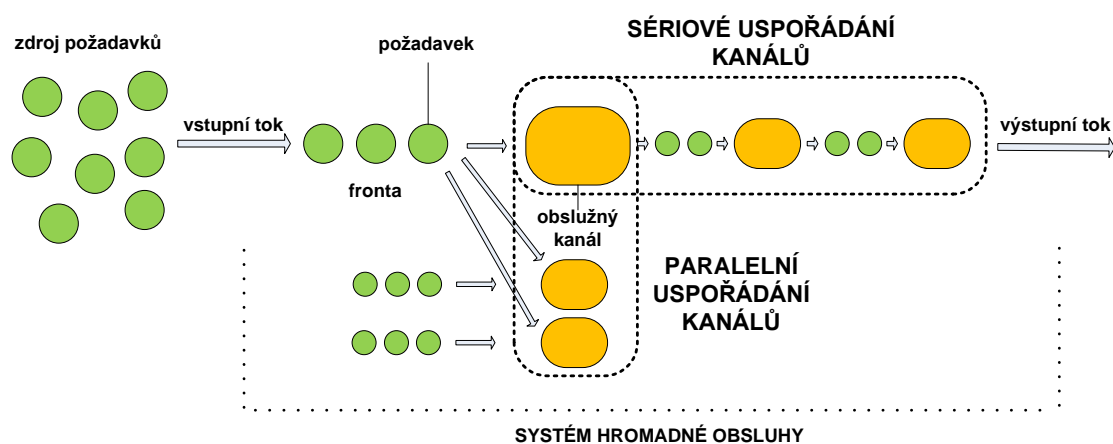 zdroj požadavků
požadavek
SÉRIOVÉ USPOŘÁDÁNÍ
KANÁLŮ
vstupní tok
výstupní tok
fronta
obslužný
kanál
PARALELNÍ
USPOŘÁDÁNÍ
KANÁLŮ
SYSTÉM HROMADNÉ OBSLUHY